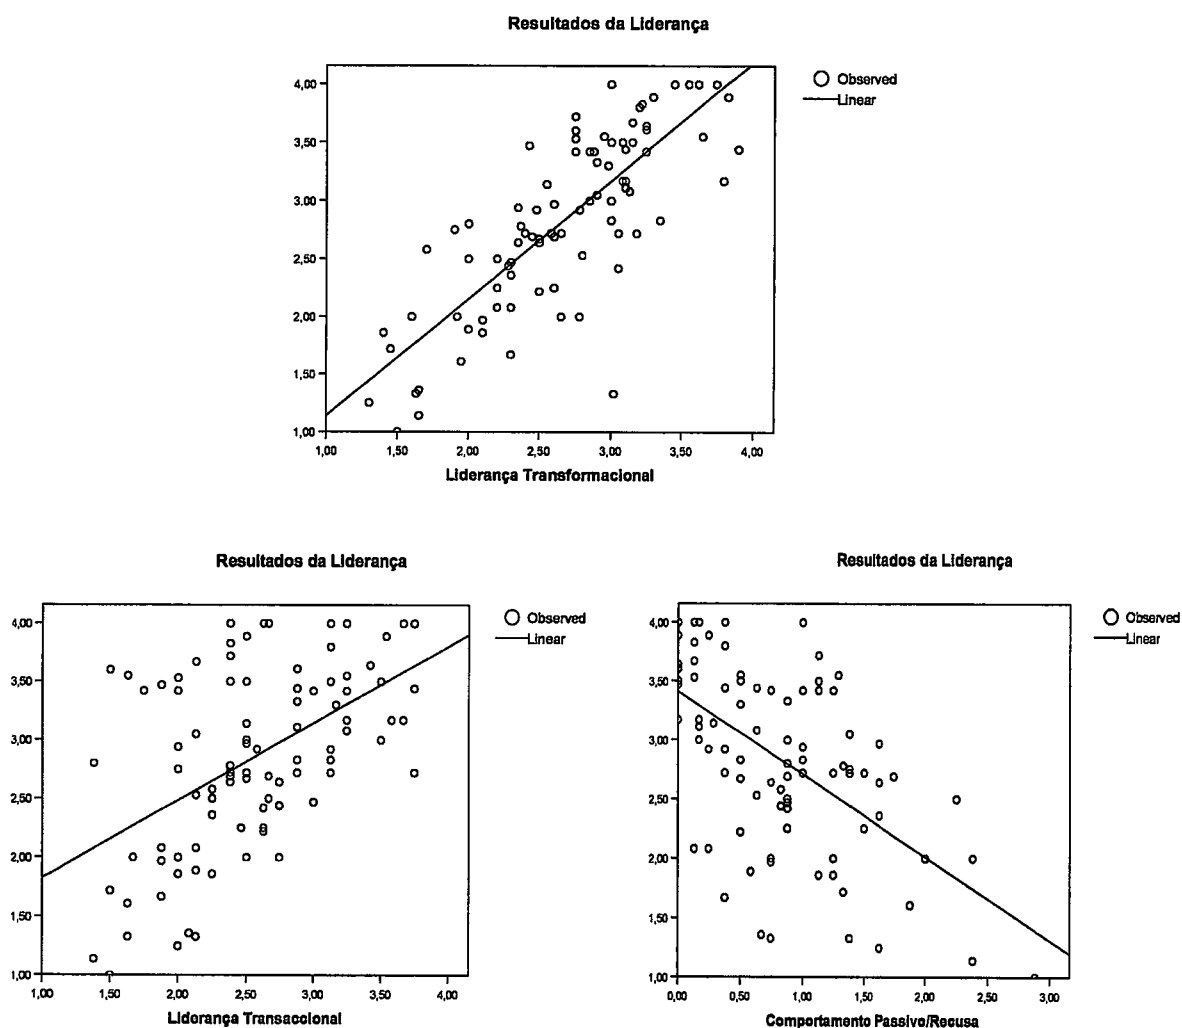 Resultados da Liderança
Observed
Linear
4,00
3,50
3,00
2,50
2,00
1,50
1,00
1,00 1,50 2,00 2,50 3,00 3,50 4,00
Liderança Transformacional
Resultados da Liderança
Observed
Linear
4,00
3,50
3,00
2,50
2,00
1,50
1,00
1,00 1,50 2,00 2,50 3,00 3,50 4,00
Liderança Transaccional
Resultados da Liderança
Observed
Linear
4,00
3,50
3,00
2,50
2,00
1,50
1,00
0,00 0,50 1,00 1,50 2,00 2,50 3,00
Comportamento Passivo/Recusa